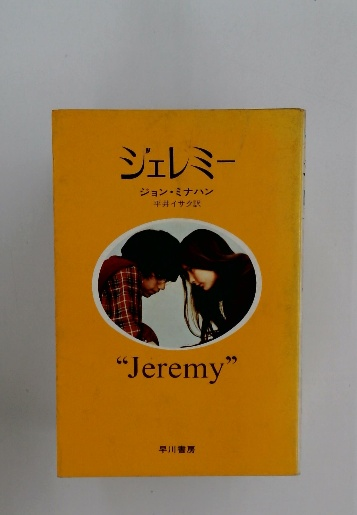 ジェレミー
ジョン・ミナハン
平井イサク訳
“Jeremy”
早川書房